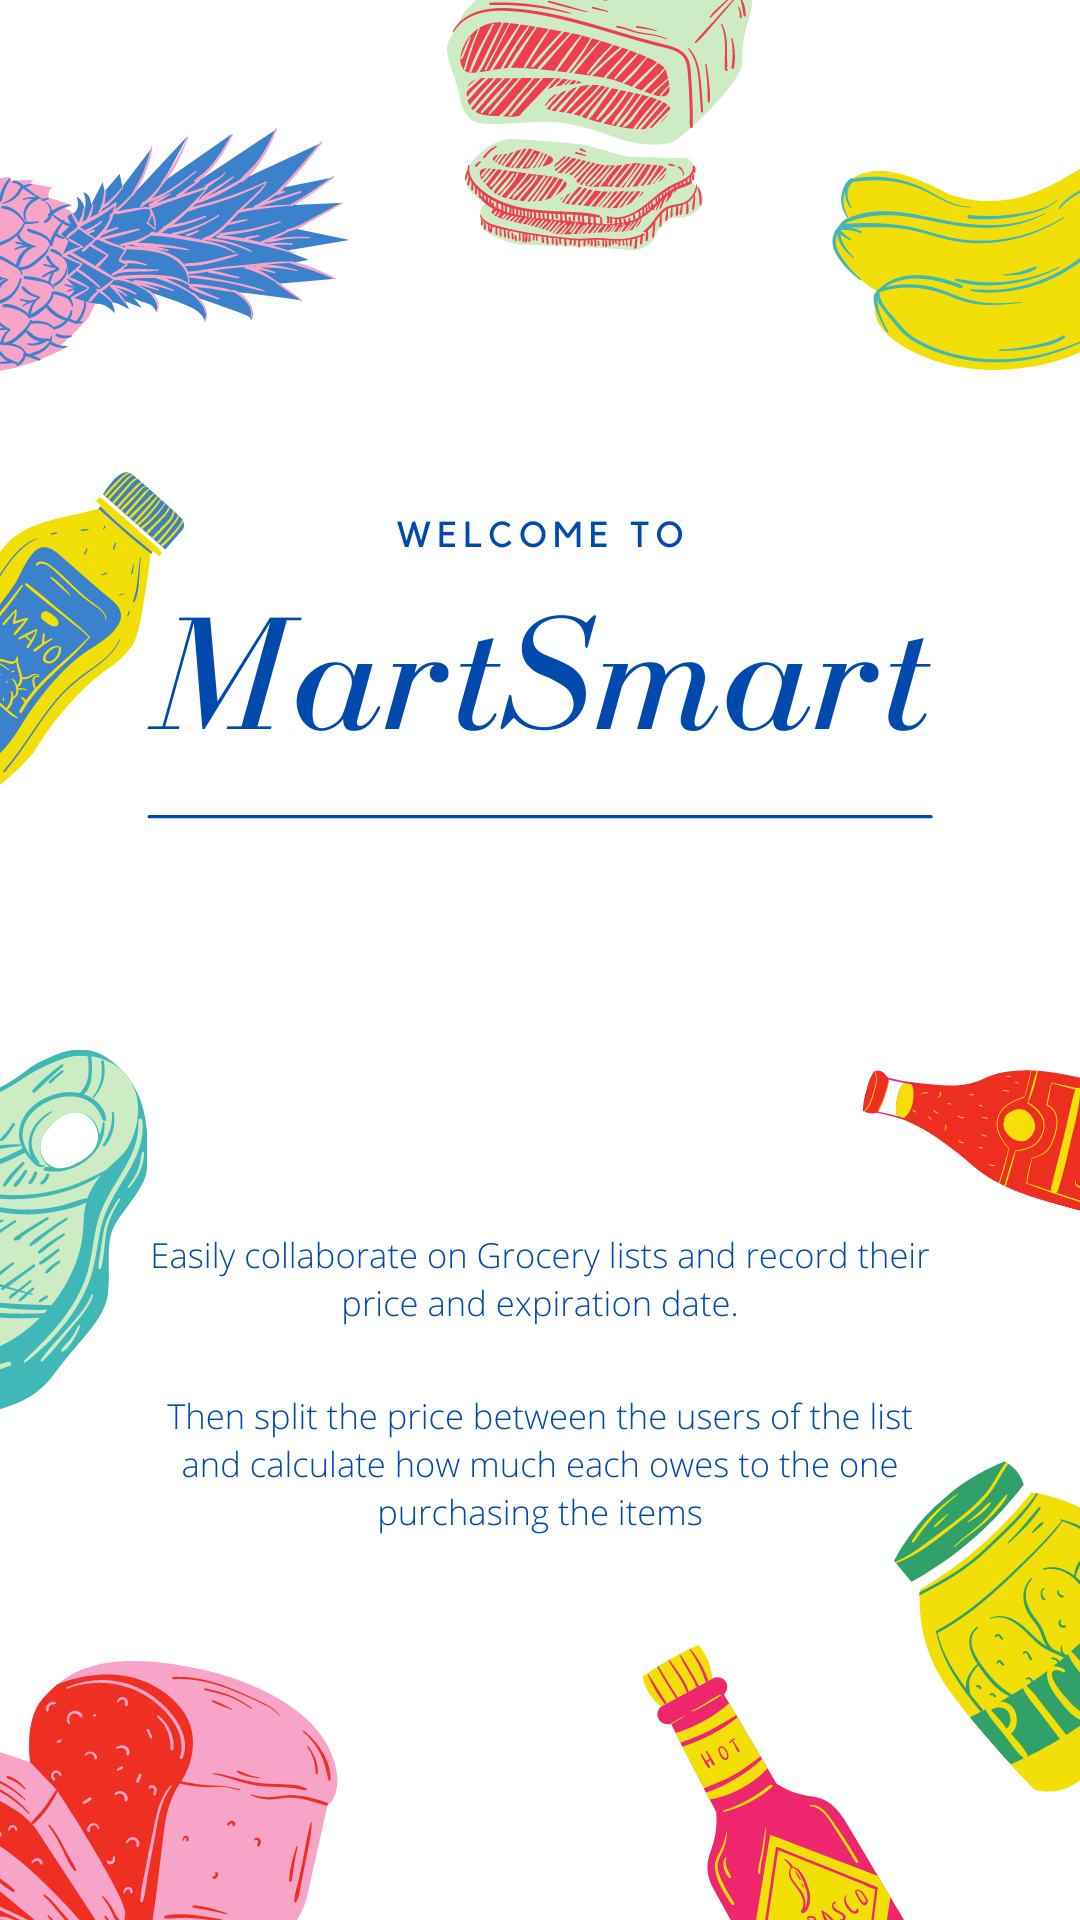 WELCOME TO
MartSmart
MAYO
Easily collaborate on Grocery lists and record their
price and expiration date.
Then split the price between the users of the list
and calculate how much each owes to the one
purchasing the items
HOT